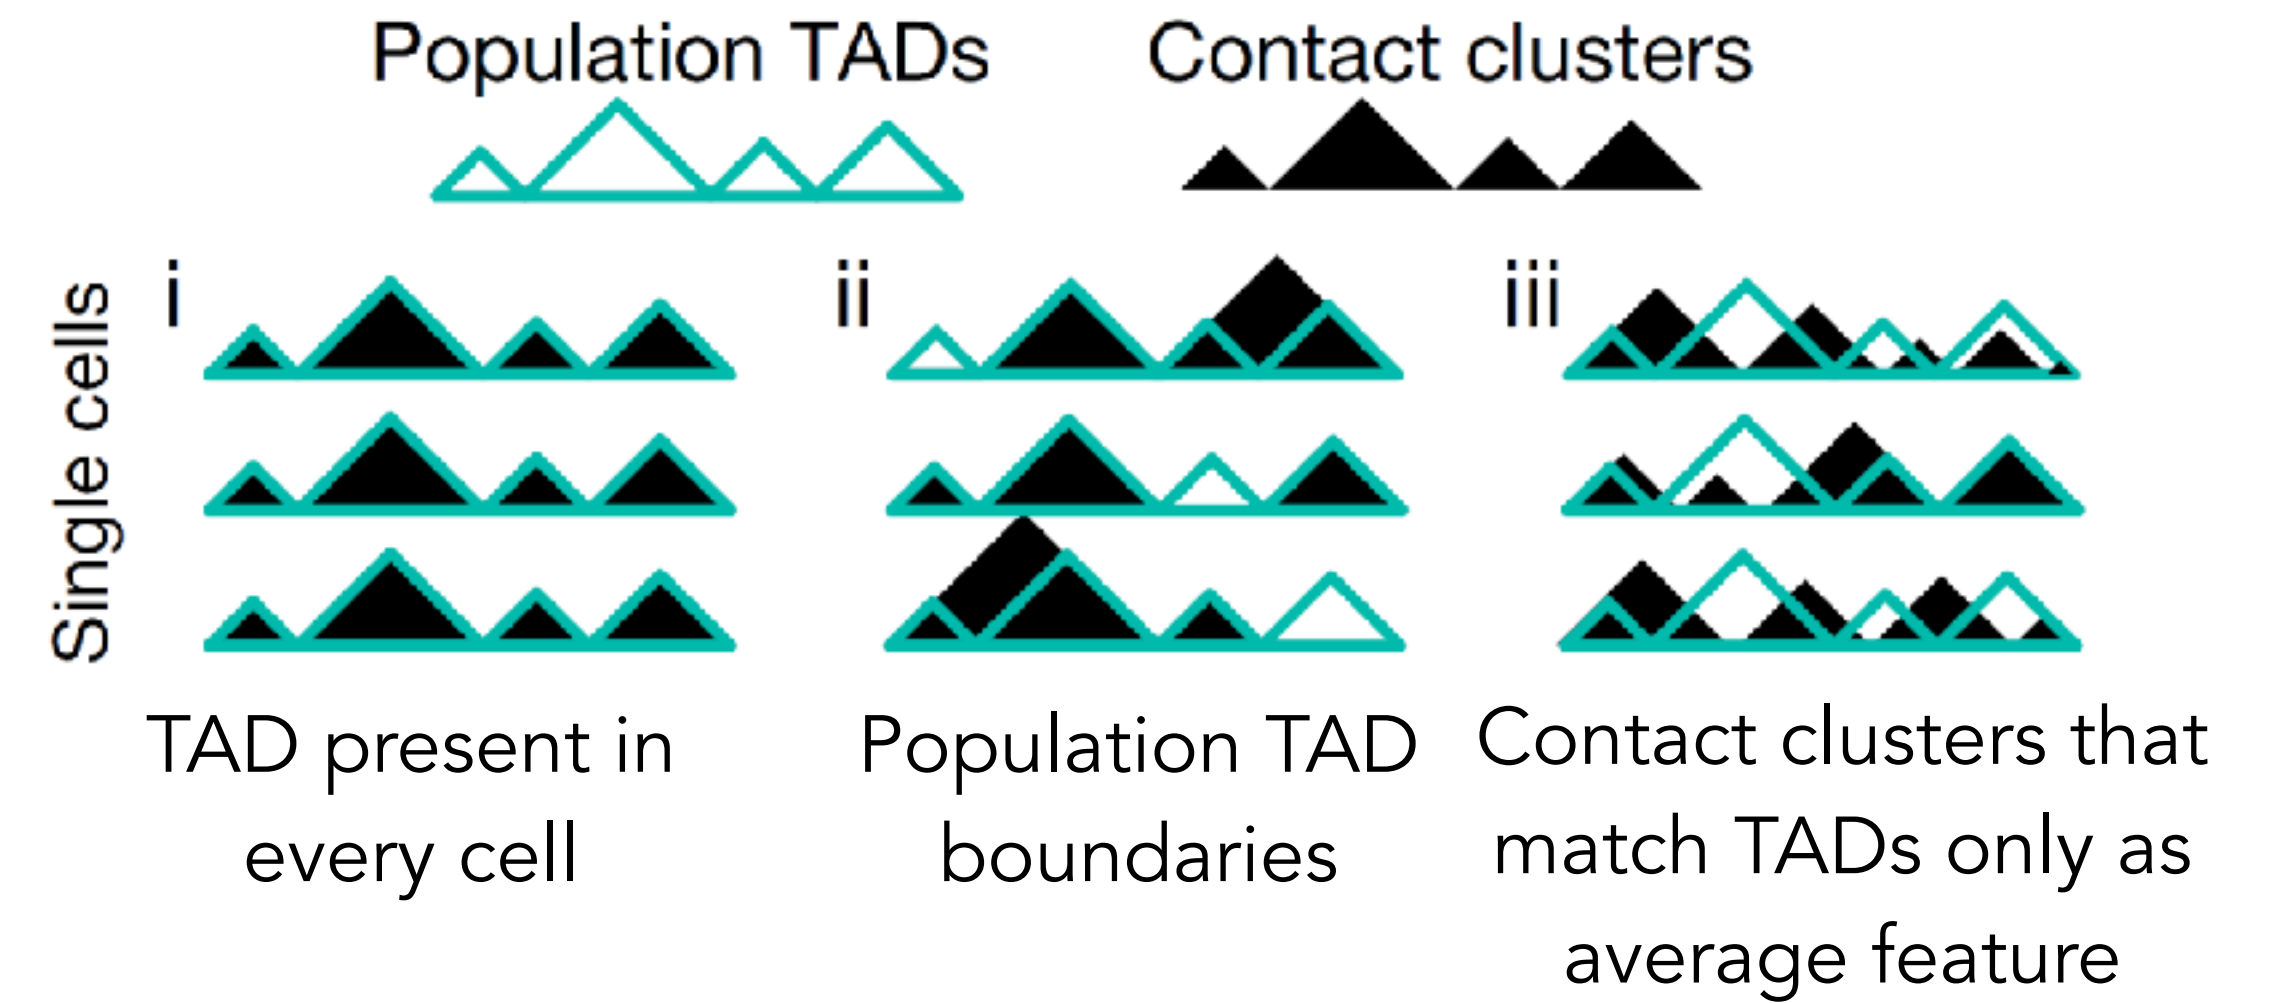 Population TADs
Contact clusters
Single cells
i
ii
iii
TAD present in
every cell
Population TAD
boundaries
Contact clusters that
match TADs only as
average feature